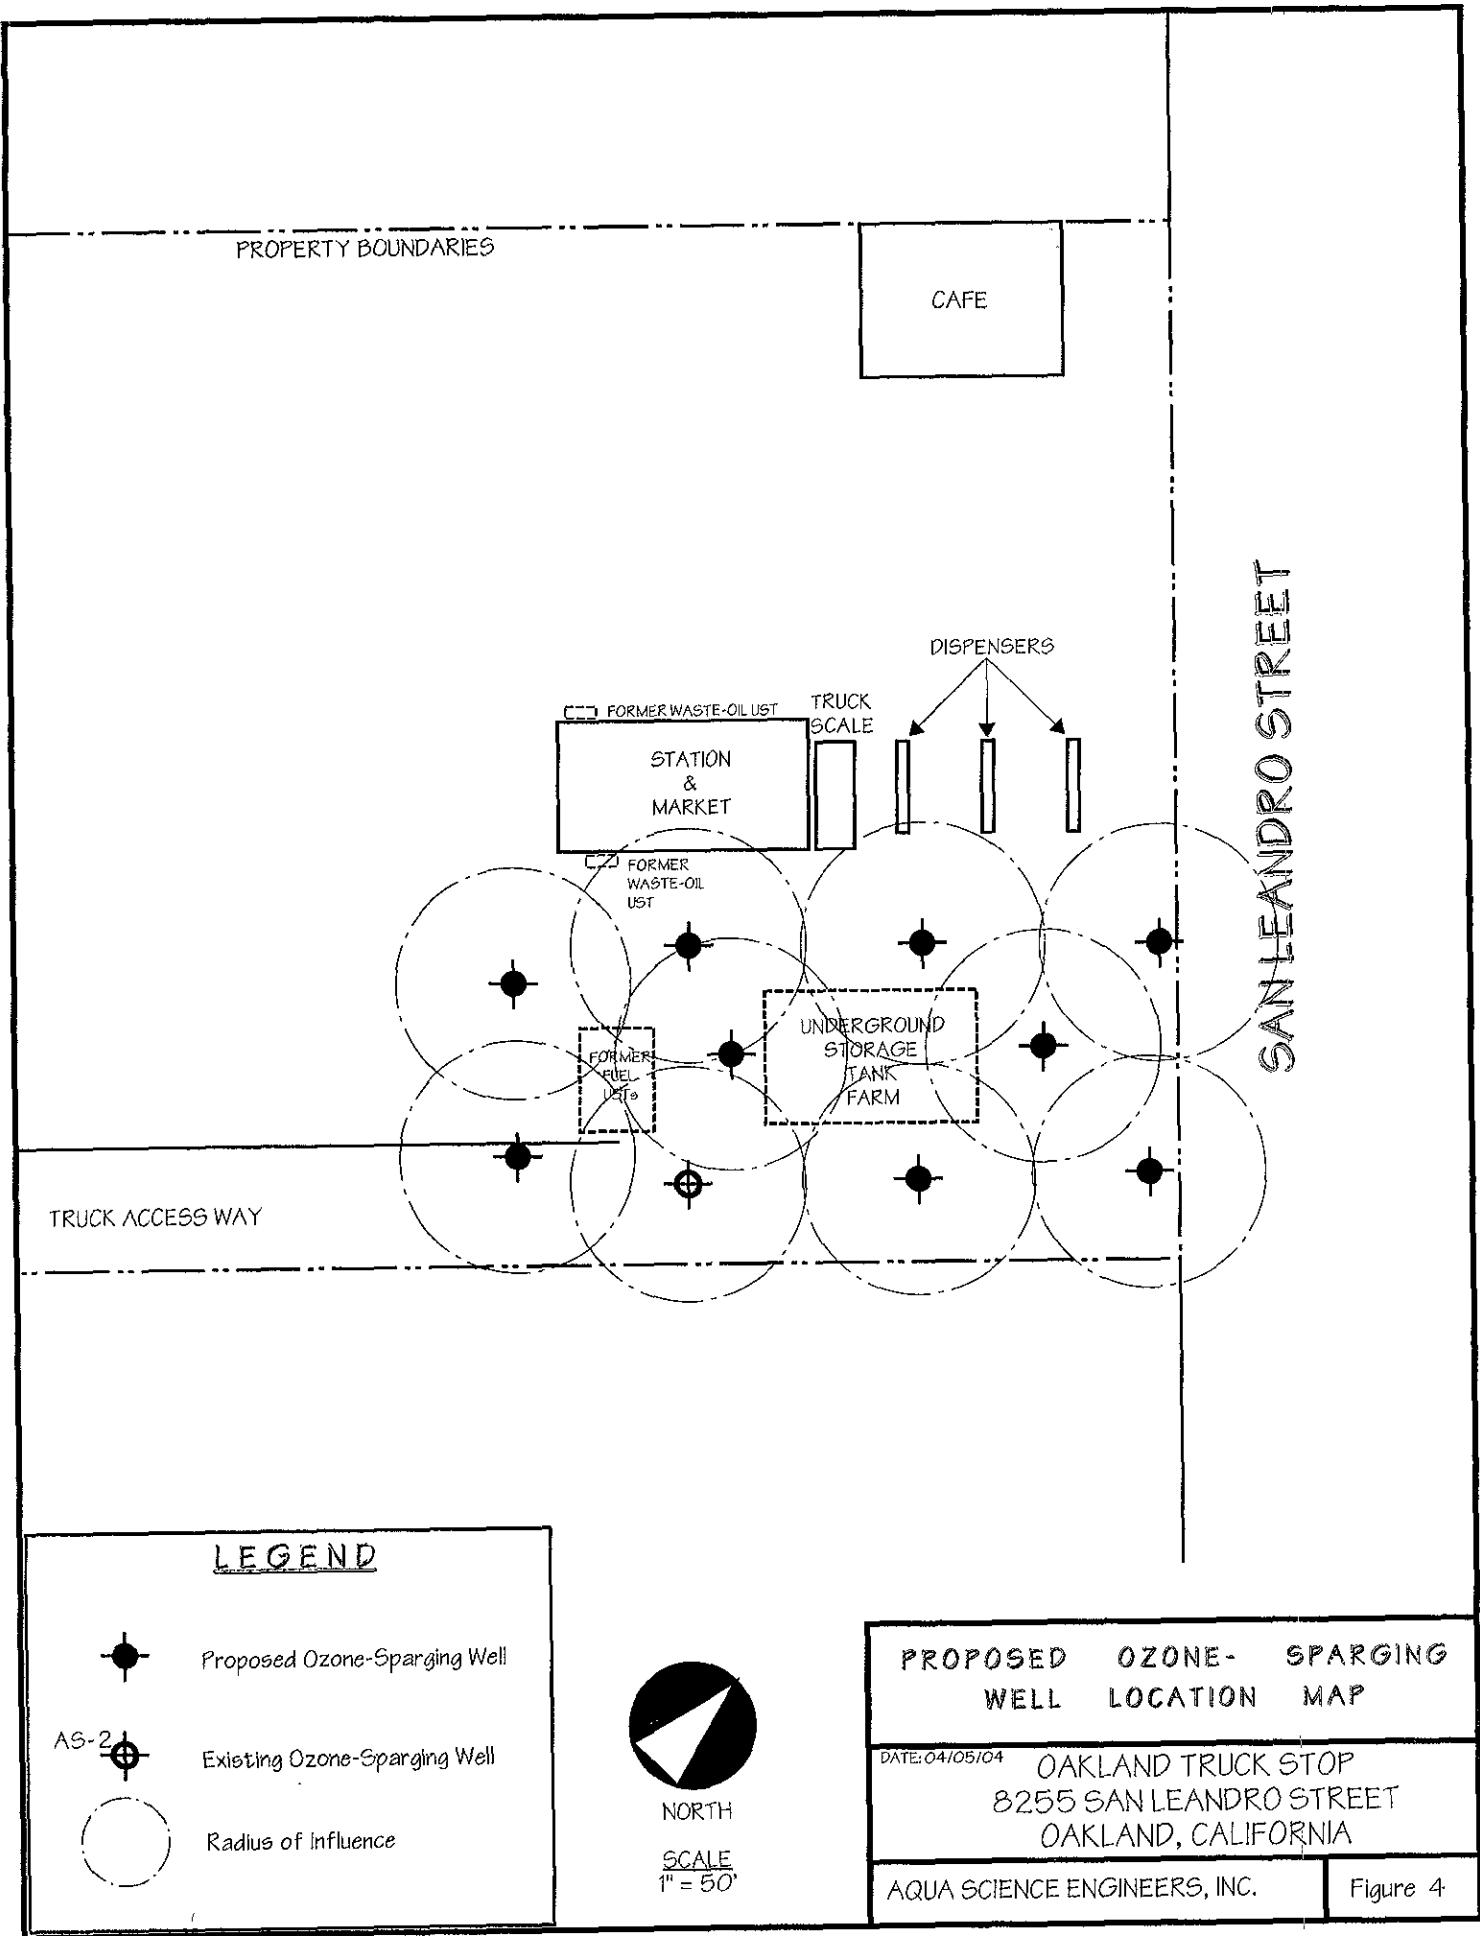 PROPERTY BOUNDARIES
CAFE
SAN LEANDRO STREET
DISPENSERS
FORMER WASTE-OIL UST
TRUCK
SCALE
STATION
&
MARKET
FORMER
WASTE-OIL
UST
FORMER
FUEL
USTs
UNDERGROUND
STORAGE
TANK
FARM
TRUCK ACCESS WAY
LEGEND
Proposed Ozone-Sparging Well
AS-2
Existing Ozone-Sparging Well
Radius of Influence
NORTH
SCALE
1" = 50'
PROPOSED OZONE- SPARGING
WELL LOCATION MAP
DATE: 04/05/04
OAKLAND TRUCK STOP
8255 SAN LEANDRO STREET
OAKLAND, CALIFORNIA
AQUA SCIENCE ENGINEERS, INC.
Figure 4